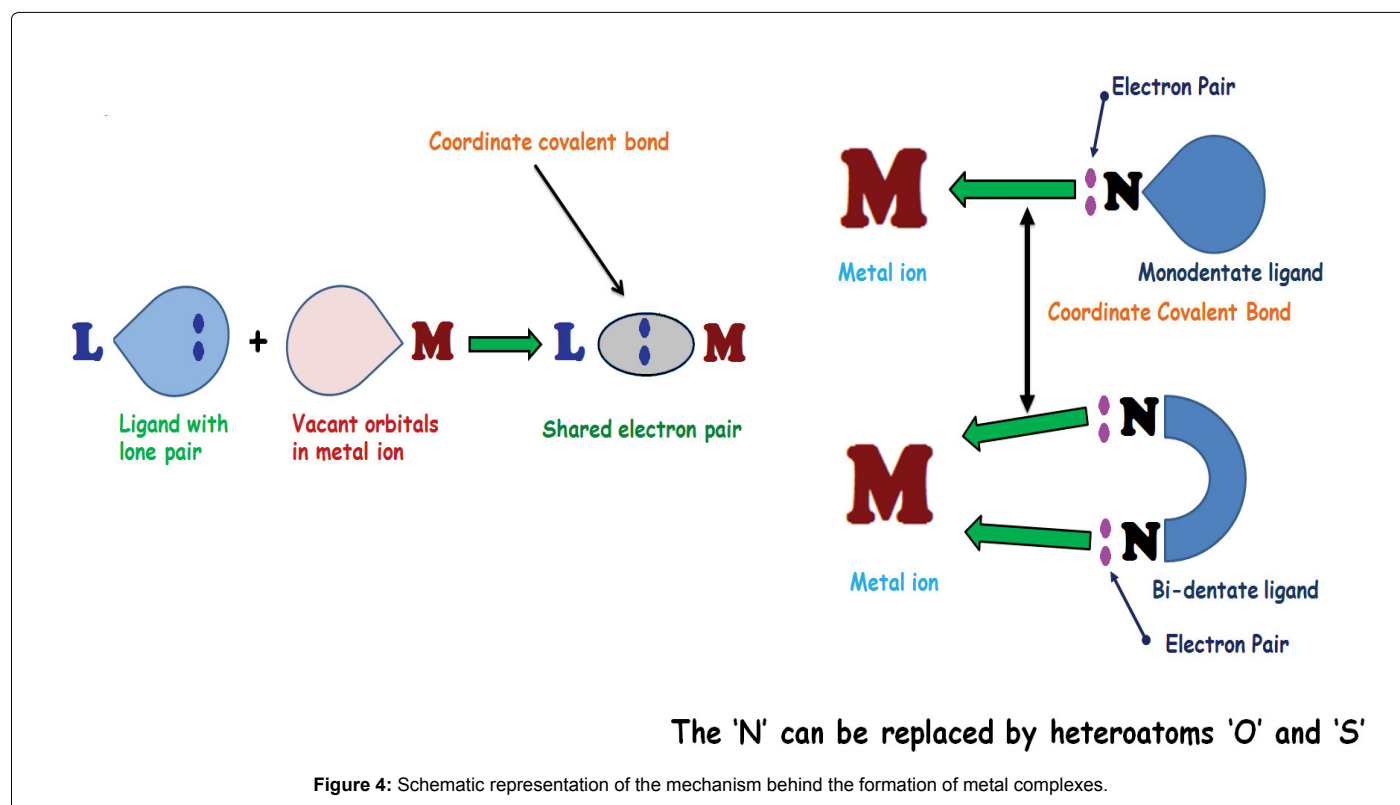 Coordinate covalent bond
L
+
M
L
M
Ligand with
lone pair
Vacant orbitals
in metal ion
Shared electron pair
Electron Pair
M
N
Metal ion
Monodentate ligand
Coordinate Covalent Bond
N
M
N
Metal ion
Bi-dentate ligand
Electron Pair
The ‘N’ can be replaced by heteroatoms ‘O’ and ‘S’
Figure 4: Schematic representation of the mechanism behind the formation of metal complexes.